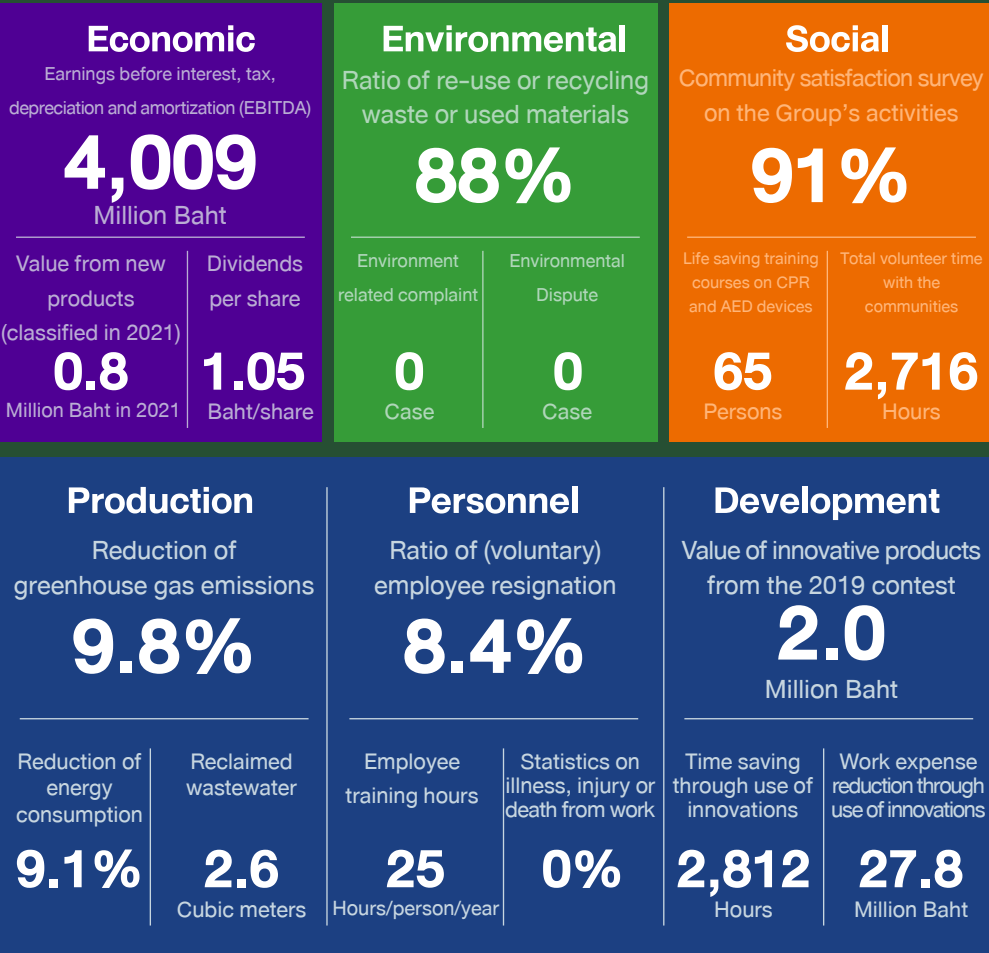 Economic
Earnings before interest, tax,
depreciation and amortization (EBITDA)
4,009
Million Baht
Value from new
products
(classified in 2021)
0.8
Million Baht in 2021
Dividends
per share
1.05
Baht/share
Environmental
Ratio of re-use or recycling
waste or used materials
88%
Environment
related complaint
0
Case
Environmental
Dispute
0
Case
Social
Community satisfaction survey
on the Group's activities
91%
Life saving training
courses on CPR
and AED devices
65
Persons
Total volunteer time
with the
communities
2,716
Hours
Production
Reduction of
greenhouse gas emissions
9.8%
Reduction of
energy
consumption
9.1%
Reclaimed
wastewater
2.6
Cubic meters
Personnel
Ratio of (voluntary)
employee resignation
8.4%
Employee
training hours
25
Hours/person/year
Statistics on
illness, injury or
death from work
0%
Development
Value of innovative products
from the 2019 contest
2.0
Million Baht
Time saving
through use of
innovations
2,812
Hours
Work expense
reduction through
use of innovations
27.8
Million Baht